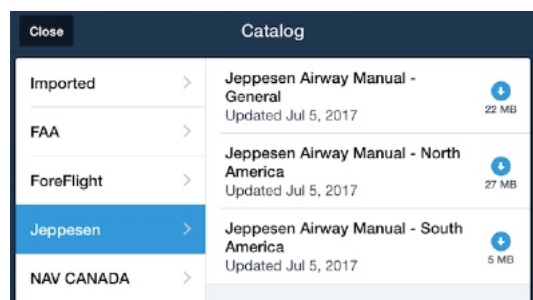 Close
Catalog
Imported
FAA
ForeFlight
Jeppesen
NAV CANADA
Jeppesen Airway Manual -
General
Updated Jul 5, 2017
22 MB
Jeppesen Airway Manual - North
America
Updated Jul 5, 2017
27 MB
Jeppesen Airway Manual - South
America
Updated Jul 5, 2017
5 MB